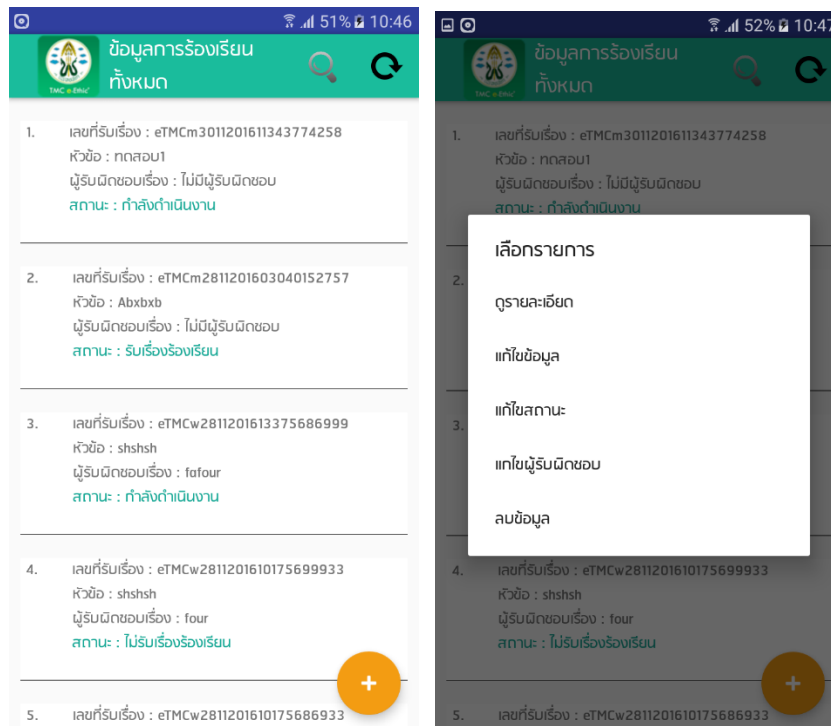 51% 10:46
ข้อมูลการร้องเรียน
ทั้งหมด
TMC e-Ethic
1. เลขที่รับเรื่อง : eTMCm3011201611343774258
หัวข้อ : ทดสอบ1
ผู้รับผิดชอบเรื่อง : ไม่มีผู้รับผิดชอบ
สถานะ : กำลังดำเนินงาน
2. เลขที่รับเรื่อง : eTMCm2811201603040152757
หัวข้อ : Abxbxb
ผู้รับผิดชอบเรื่อง : ไม่มีผู้รับผิดชอบ
สถานะ : รับเรื่องร้องเรียน
3. เลขที่รับเรื่อง : eTMCw2811201613375686999
หัวข้อ : shshsh
ผู้รับผิดชอบเรื่อง : fafour
สถานะ : กำลังดำเนินงาน
4. เลขที่รับเรื่อง : eTMCw2811201610175699933
หัวข้อ : shshsh
ผู้รับผิดชอบเรื่อง : four
สถานะ : ไม่รับเรื่องร้องเรียน
+
5. เลขที่รับเรื่อง : eTMCw2811201610175686933
52% 10:47
ข้อมูลการร้องเรียน
ทั้งหมด
TMC e-Ethic
1. เลขที่รับเรื่อง : eTMCm3011201611343774258
หัวข้อ : ทดสอบ1
ผู้รับผิดชอบเรื่อง : ไม่มีผู้รับผิดชอบ
สถานะ : กำลังดำเนินงาน
เลือกรายการ
2.
ดูรายละเอียด
แก้ไขข้อมูล
แก้ไขสถานะ
3.
แกไขผู้รับผิดชอบ
ลบข้อมูล
4. เลขที่รับเรื่อง : eTMCw2811201610175699933
หัวข้อ : shshsh
ผู้รับผิดชอบเรื่อง : four
สถานะ : ไม่รับเรื่องร้องเรียน
+
5. เลขที่รับเรื่อง : eTMCw2811201610175686933